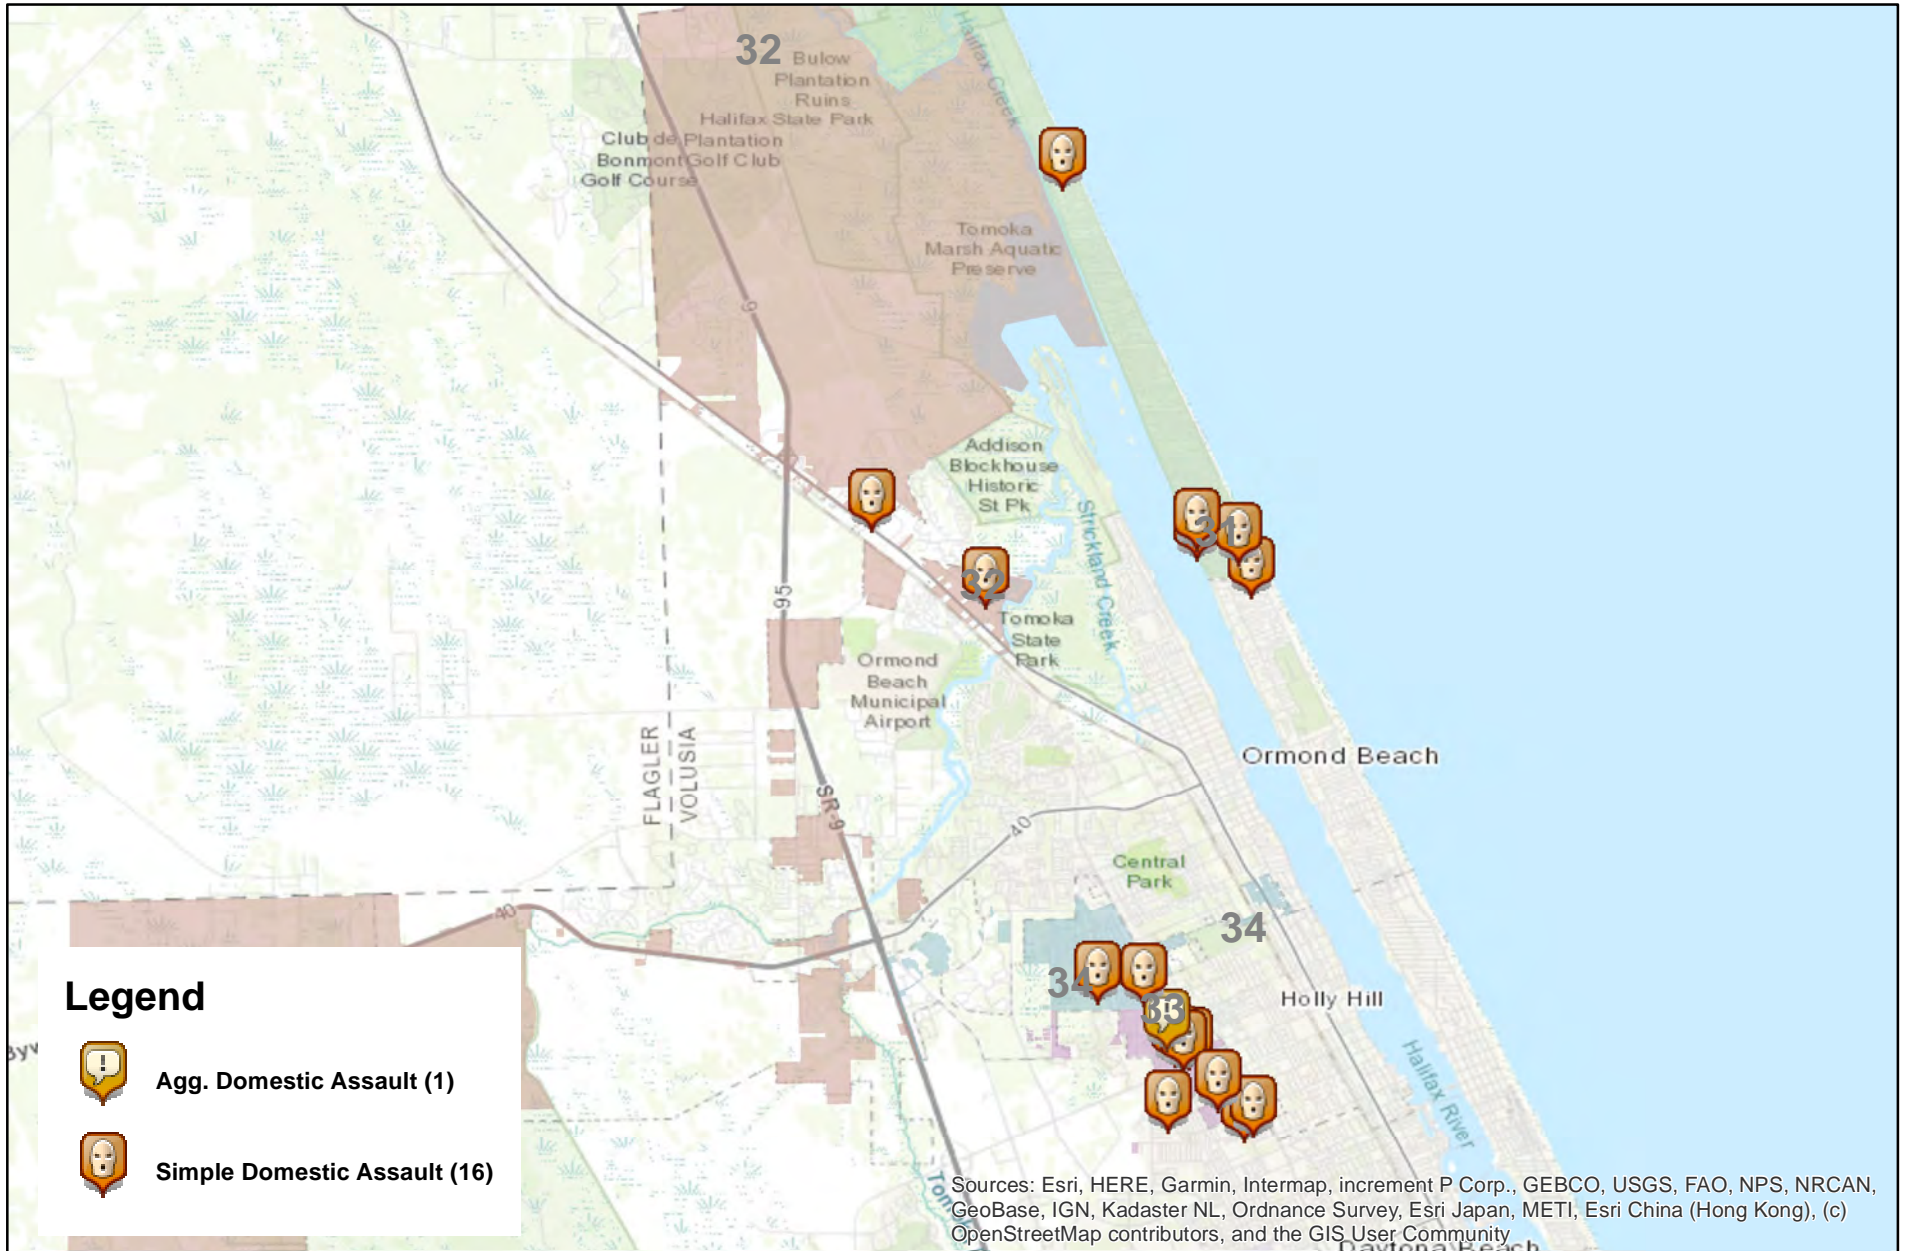 32
Bulow
Plantation
Ruins
Halifax State Park
Club de Plantation
Bonmont Golf Club
Golf Course
Halifax Creek
Tomoka
Marsh Aquatic
Preserve
9
Addison
Blockhouse
Historic
St Pk
Strickland Creek
31
32
95
Tomoka
State
Park
Ormond
Beach
Municipal
Airport
FLAGLER
VOLUSIA
SR-9
Ormond Beach
40
Central
Park
40
34
34
33
Holly Hill
Halifax River
Legend
!
Agg. Domestic Assault (1)
Simple Domestic Assault (16)
Sources: Esri, HERE, Garmin, Intermap, increment P Corp., GEBCO, USGS, FAO, NPS, NRCAN,
GeoBase, IGN, Kadaster NL, Ordnance Survey, Esri Japan, METI, Esri China (Hong Kong), (c)
OpenStreetMap contributors, and the GIS User Community
Daytona Beach